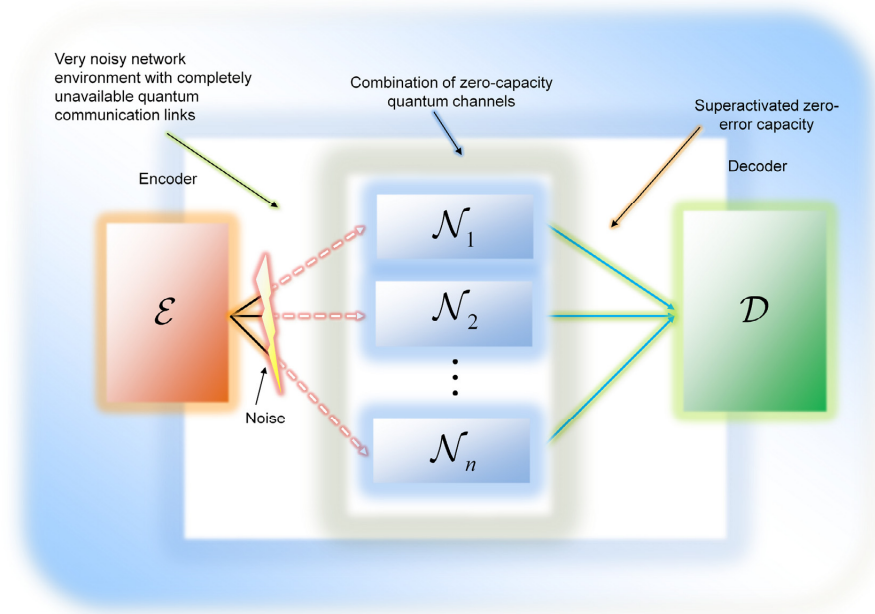 Very noisy network
environment with completely
unavailable quantum
communication links
Combination of zero-capacity
quantum channels
Superactivated zero-
error capacity
Encoder
Decoder
𝓔
𝓝₁
𝓝₂
⋮
𝓝ₙ
𝓓
Noise